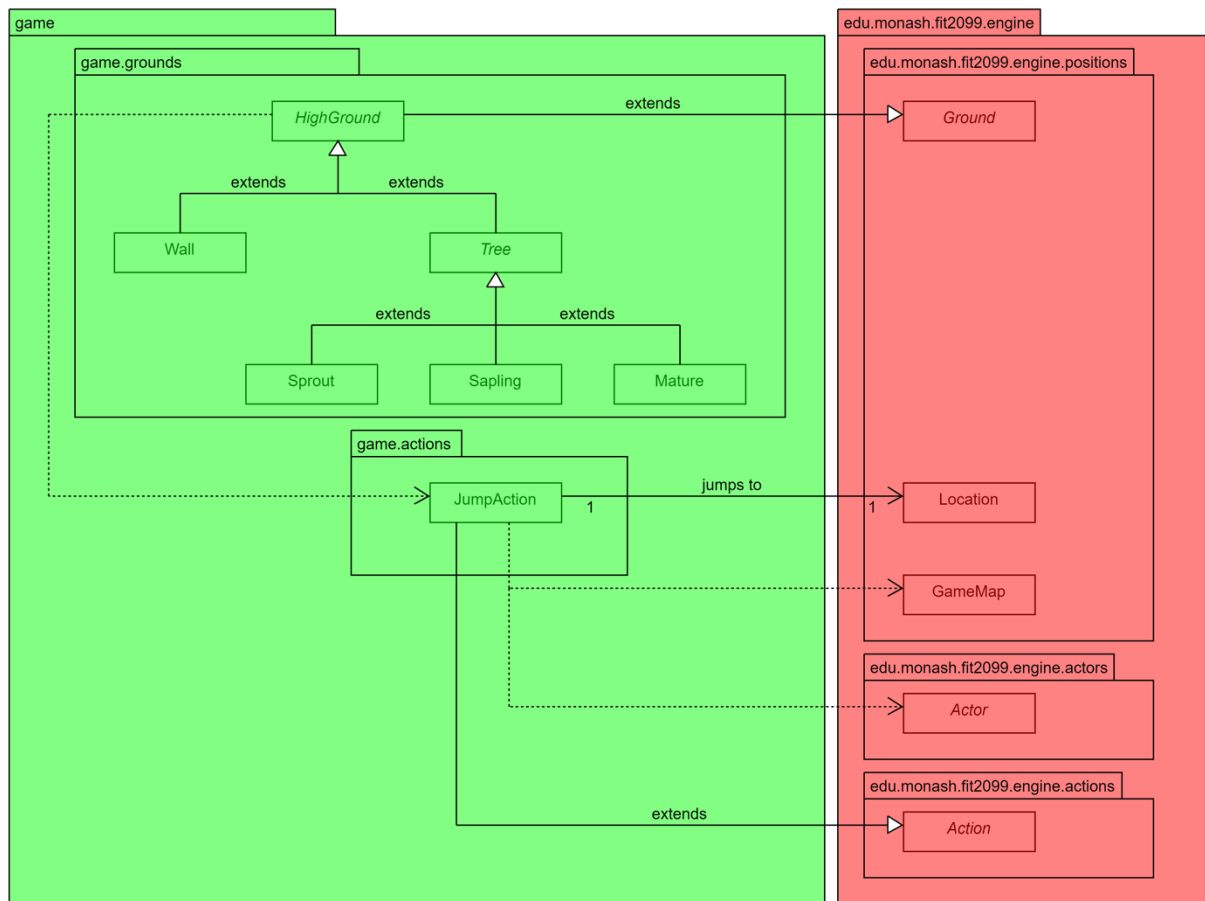 game
edu.monash.fit2099.engine
game.grounds
edu.monash.fit2099.engine.positions
HighGround
extends
Ground
extends
extends
Wall
Tree
extends
extends
Sprout
Sapling
Mature
game.actions
JumpAction
1
jumps to
1
Location
GameMap
edu.monash.fit2099.engine.actors
Actor
edu.monash.fit2099.engine.actions
extends
Action